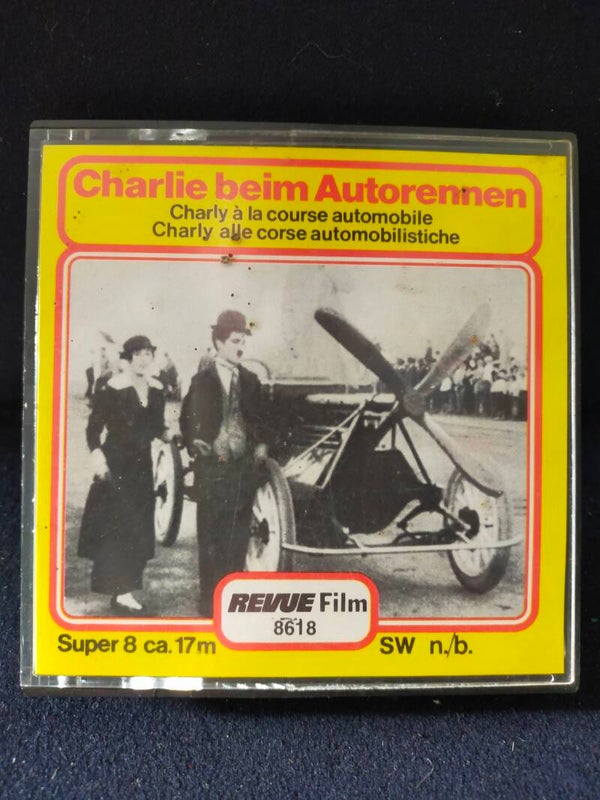 Charlie beim Autorennen
Charly à la course automobile
Charly alle corse automobilistiche
REVUE Film
8618
Super 8 ca. 17m
SW n./b.